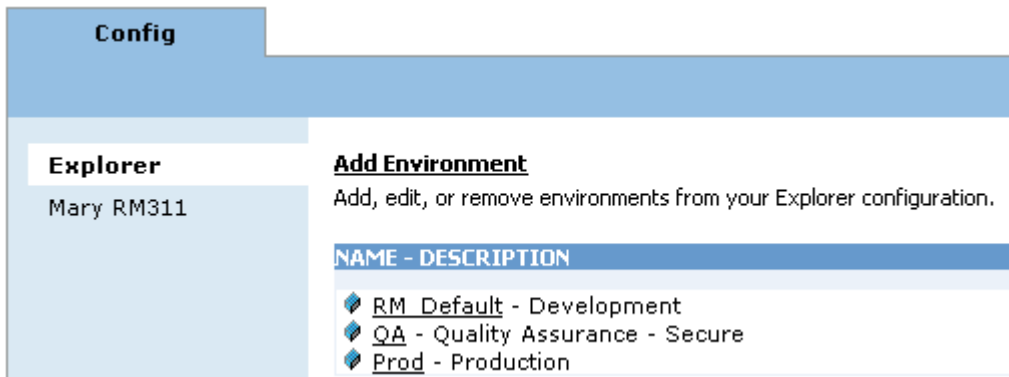 Config
Explorer
Mary RM311
Add Environment
Add, edit, or remove environments from your Explorer configuration.
NAME - DESCRIPTION
RM_Default - Development
QA - Quality Assurance - Secure
Prod - Production